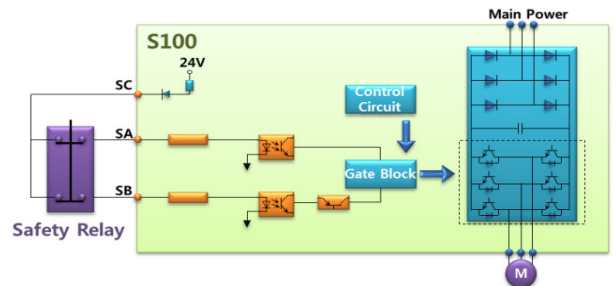 Main Power
S100
24V
SC
Control
Circuit
SA
Gate Block
SB
Safety Relay
M